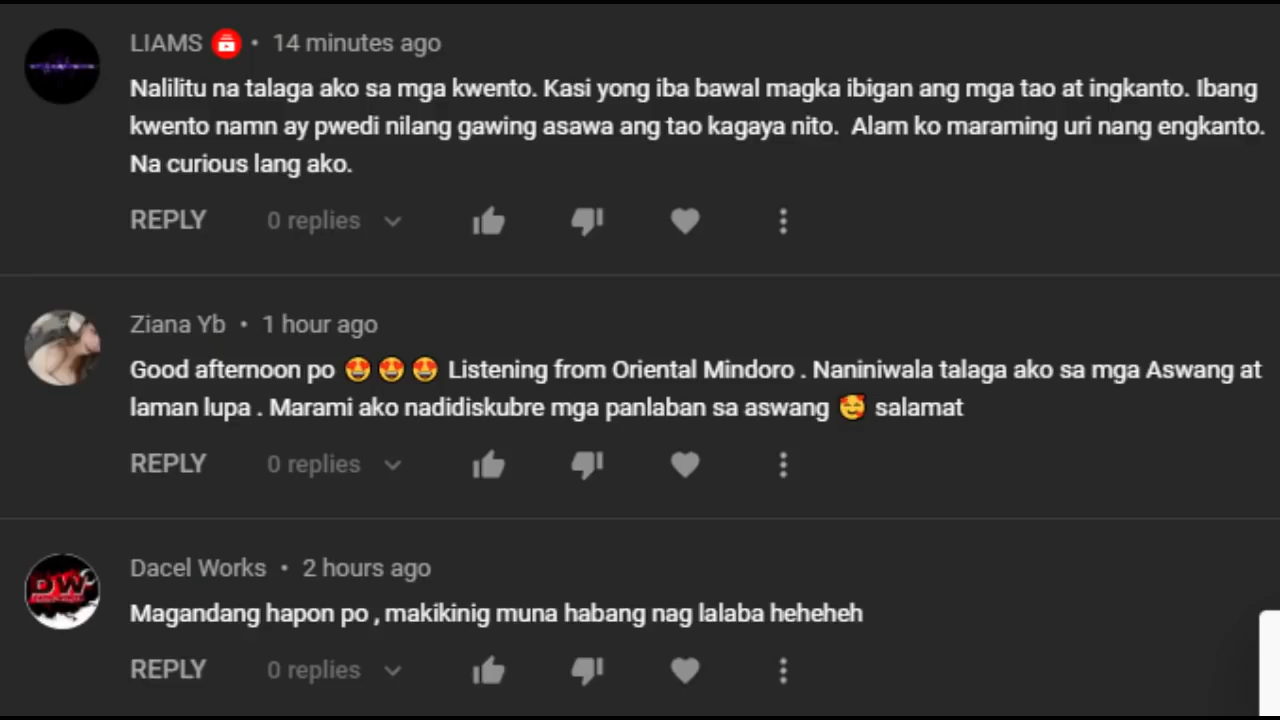 LIAMS • 14 minutes ago
Nalilitu na talaga ako sa mga kwento. Kasi yong iba bawal magka ibigan ang mga tao at ingkanto. Ibang
kwento namn ay pwedi nilang gawing asawa ang tao kagaya nito. Alam ko maraming uri nang engkanto.
Na curious lang ako.
REPLY 0 replies
Ziana Yb • 1 hour ago
Good afternoon po 😍😍😍 Listening from Oriental Mindoro . Naniniwala talaga ako sa mga Aswang at
laman lupa . Marami ako nadidiskubre mga panlaban sa aswang 🥰 salamat
REPLY 0 replies
DW
Dacel Works • 2 hours ago
Magandang hapon po , makikinig muna habang nag lalaba heheheh
REPLY 0 replies